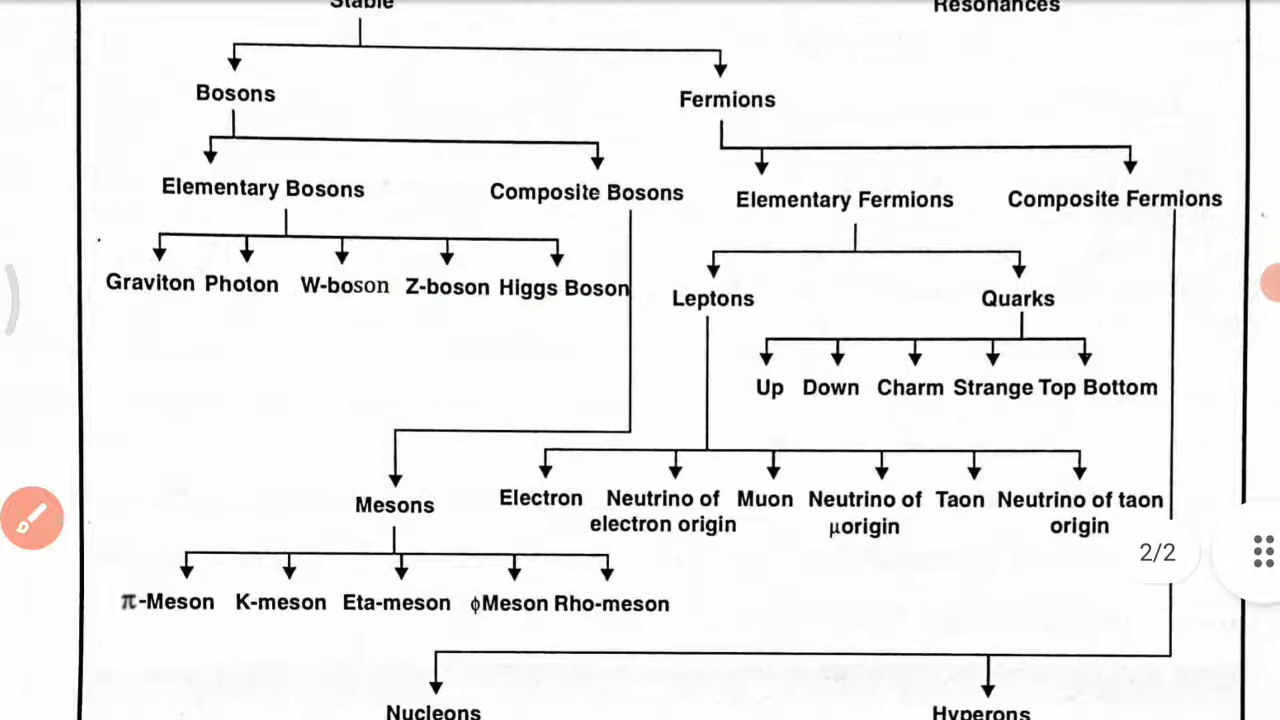 Stable
Resonances
Bosons
Fermions
Elementary Bosons
Composite Bosons
Elementary Fermions
Composite Fermions
Graviton Photon W-boson Z-boson Higgs Boson
Leptons
Quarks
Up Down Charm Strange Top Bottom
Mesons
Electron
Neutrino of
electron origin
Muon
Neutrino of
μorigin
Taon
Neutrino of taon
origin
2/2
π-Meson K-meson Eta-meson ϕMeson Rho-meson
Nucleons
Hyperons